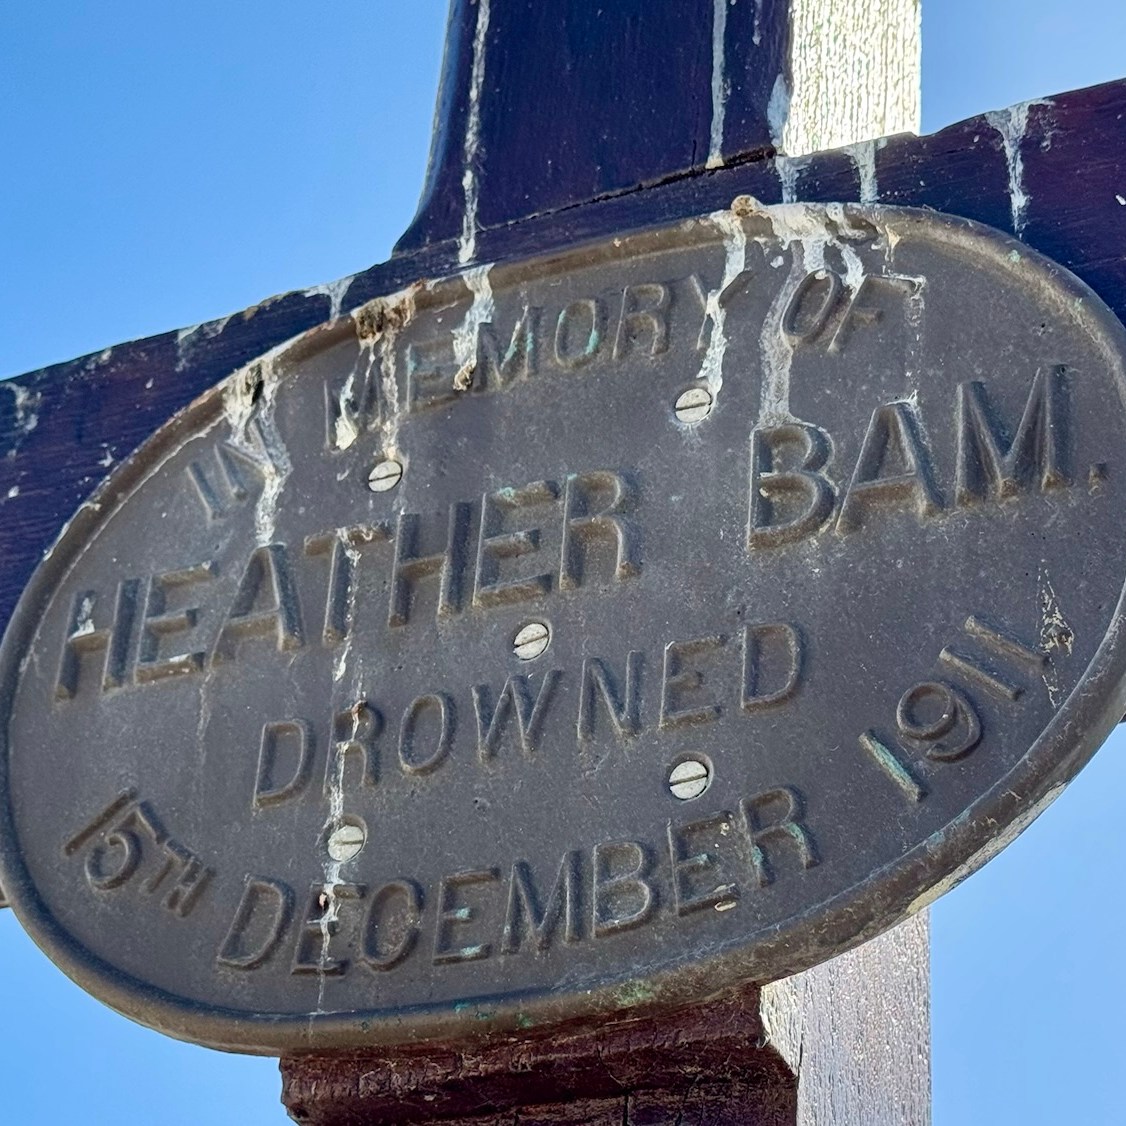 IN MEMORY OF
HEATHER BAM.
DROWNED
15TH DECEMBER 1911